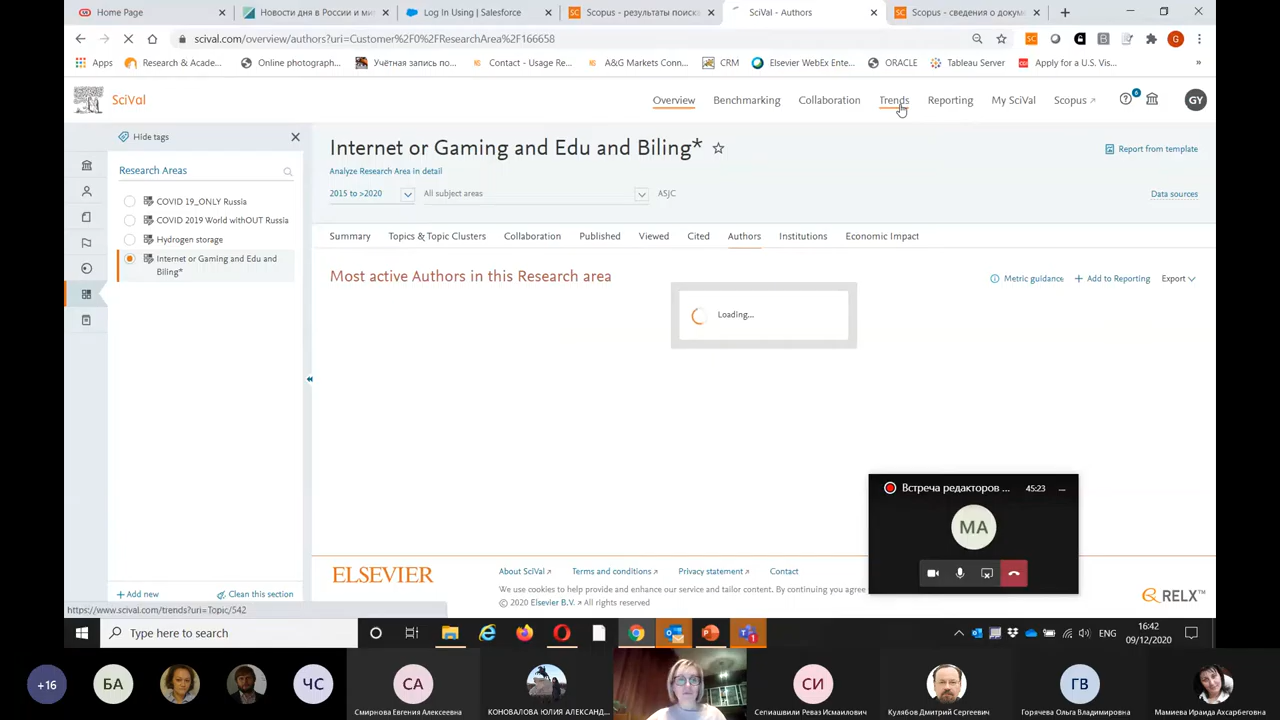 Home Page
Новости дня в России и ми
Log In Using | Salesforce
Scopus - результаты поиска
SciVal - Authors
Scopus - сведения о докум
scival.com/overview/authors?uri=Customer%2F0%2FResearchArea%2F166658
G
Apps
Research & Acade...
Online photograph...
Учётная запись по...
Contact - Usage Re...
A&G Markets Conn...
CRM
Elsevier WebEx Ente...
ORACLE
Tableau Server
Apply for a U.S. Vis...
»
SciVal
Overview
Benchmarking
Collaboration
Trends
Reporting
My SciVal
Scopus
6
GY
Hide tags
Research Areas
COVID 19_ONLY Russia
COVID 2019 World withOUT Russia
Hydrogen storage
Internet or Gaming and Edu and
Biling*
+ Add new
Clean this section
Internet or Gaming and Edu and Biling*
Report from template
Analyze Research Area in detail
2015 to >2020
All subject areas
ASJC
Data sources
Summary
Topics & Topic Clusters
Collaboration
Published
Viewed
Cited
Authors
Institutions
Economic Impact
Most active Authors in this Research area
Metric guidance
+ Add to Reporting
Export
Loading...
Встреча редакторов ...
45:23
MA
ELSEVIER
About SciVal
Terms and conditions
Privacy statement
Contact
We use cookies to help provide and enhance our service and tailor content. By continuing you agree
© 2020 Elsevier B.V. All rights reserved
RELX™
https://www.scival.com/trends?uri=Topic/542
Type here to search
ENG
16:42
09/12/2020
+16
БА
ЧС
СА
Смирнова Евгения Алексеевна
КОНОВАЛОВА ЮЛИЯ АЛЕКСАНД...
СИ
Сепиашвили Реваз Исмаилович
Кулябов Дмитрий Сергеевич
ГВ
Горячева Ольга Владимировна
Мамиева Ираида Ахсарбеговна